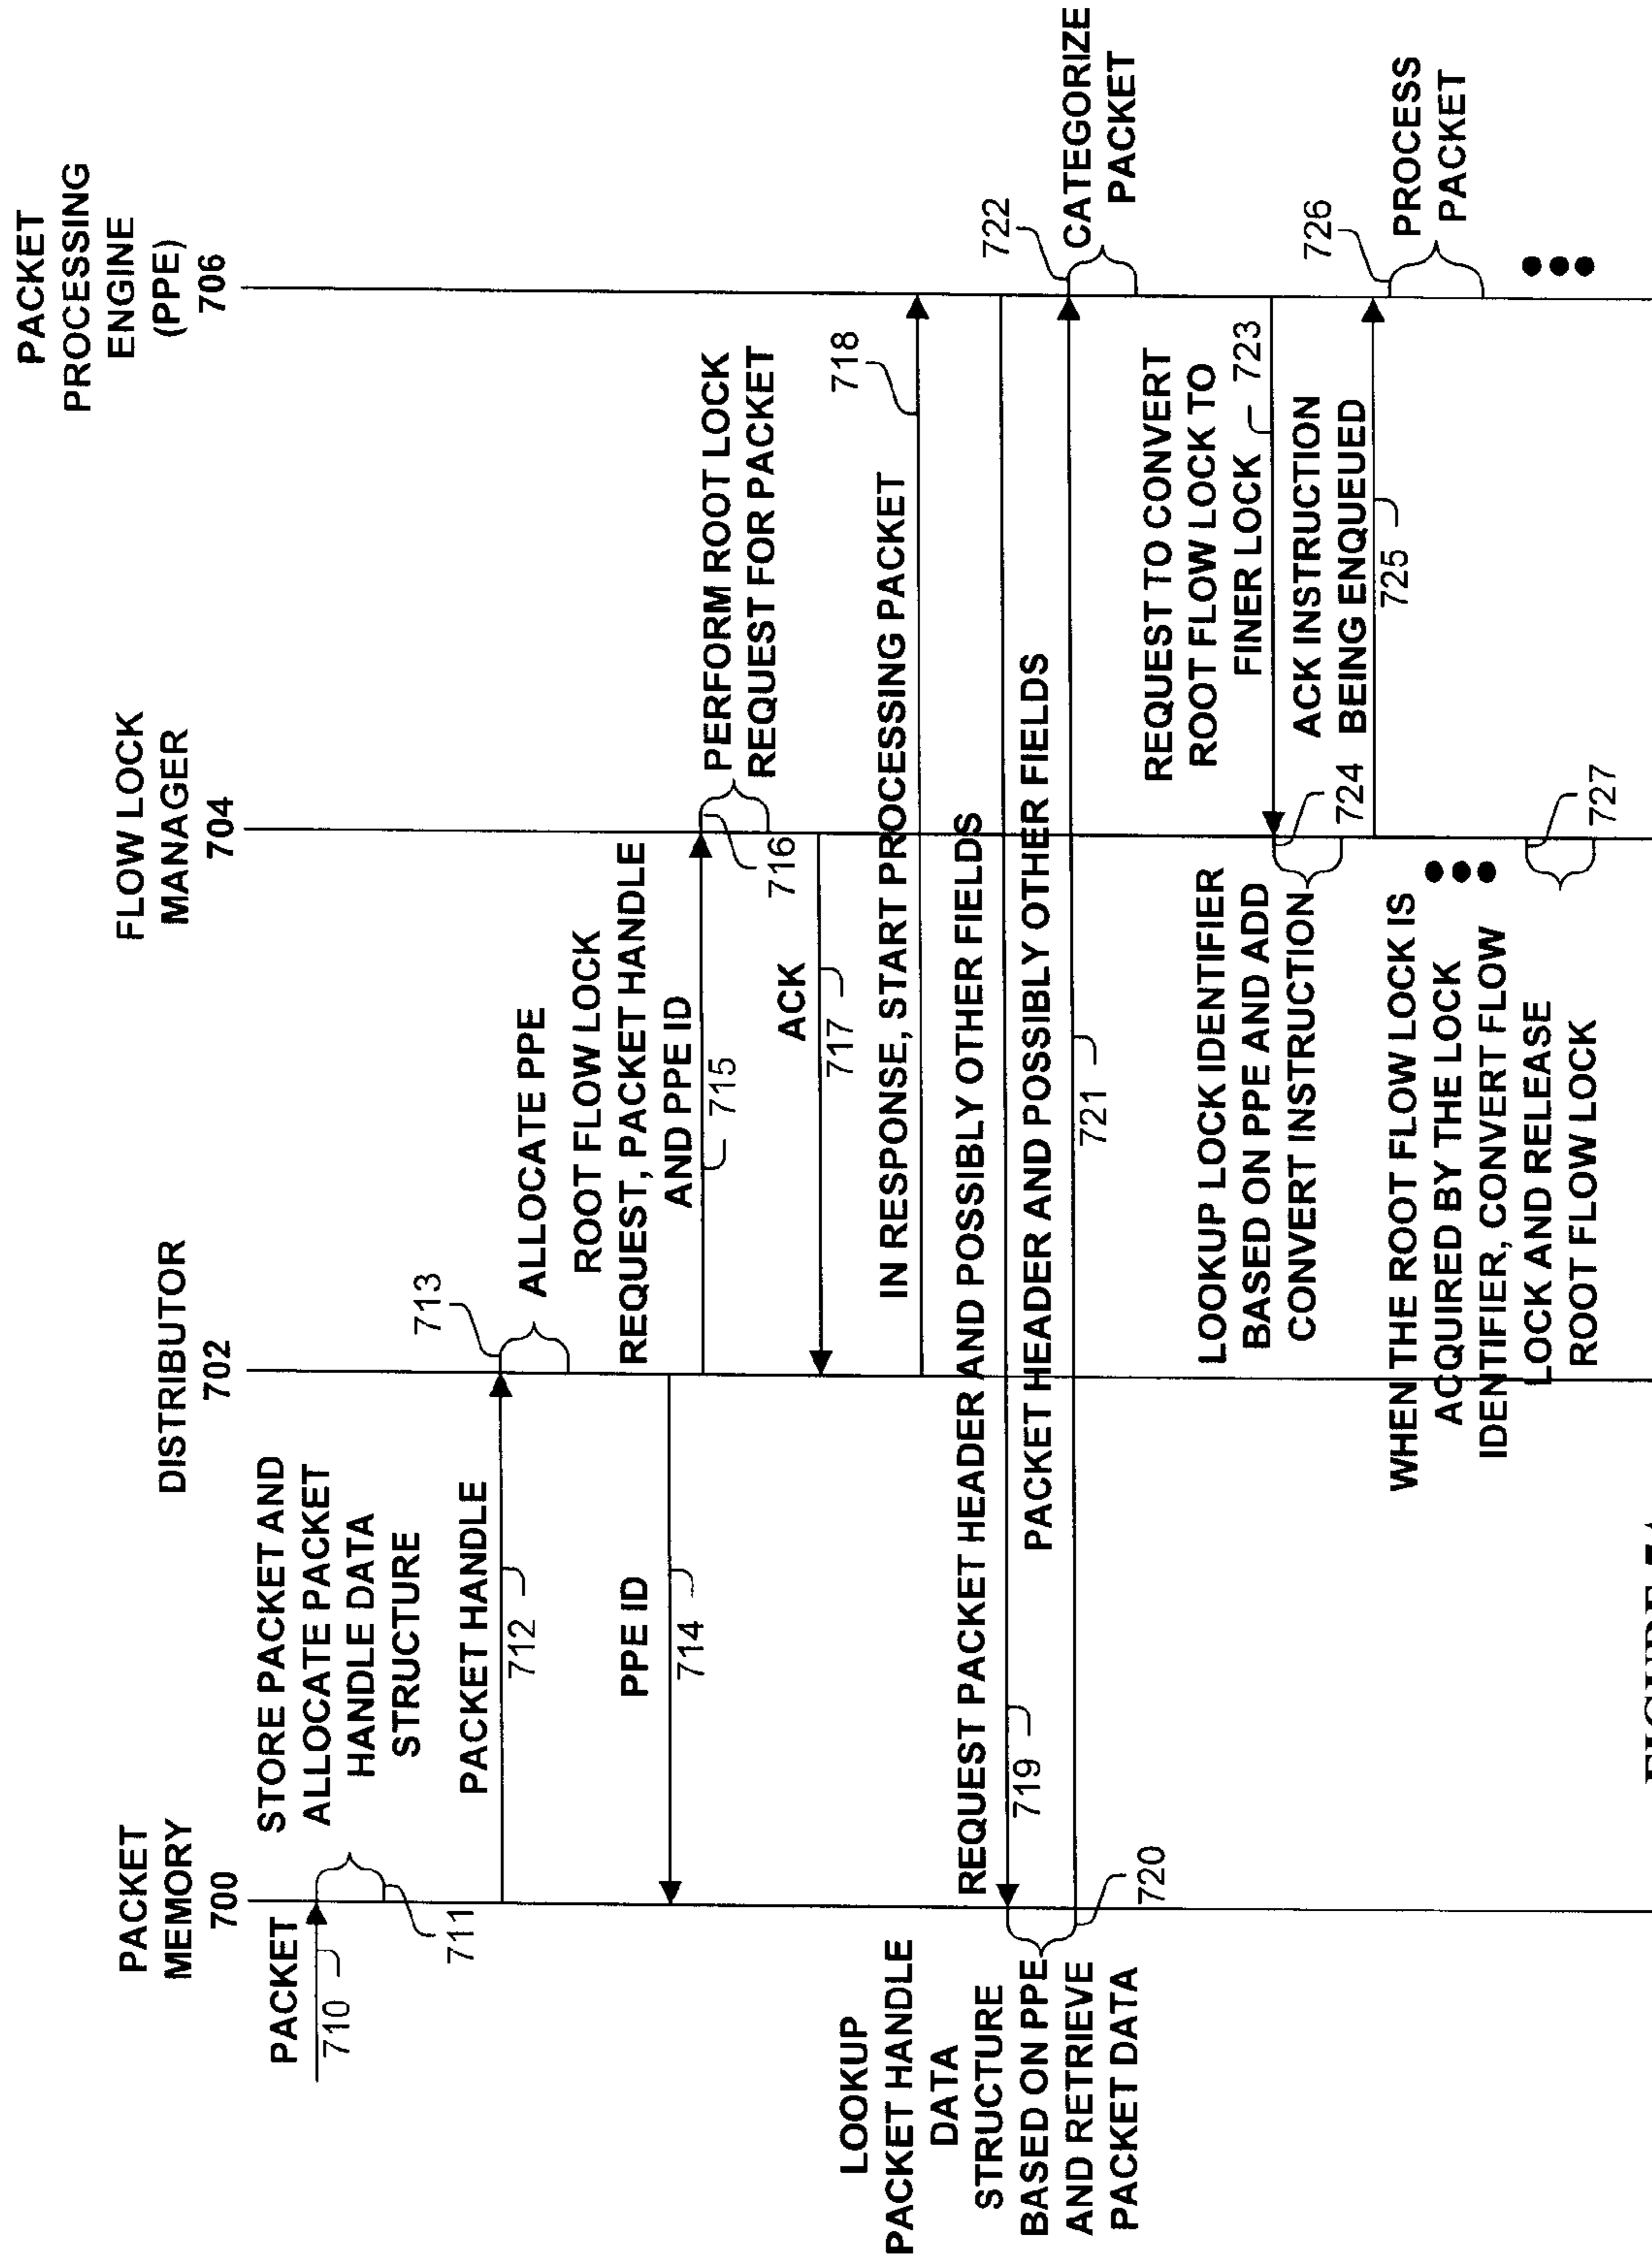 PACKET
MEMORY
700
DISTRIBUTOR
702
FLOW LOCK
MANAGER
704
PACKET
PROCESSING
ENGINE
(PPE)
706
PACKET
710
STORE PACKET AND
ALLOCATE PACKET
HANDLE DATA
STRUCTURE
711
PACKET HANDLE
712
713
ALLOCATE PPE
PPE ID
714
ROOT FLOW LOCK
REQUEST, PACKET HANDLE
AND PPE ID
715
716
PERFORM ROOT LOCK
REQUEST FOR PACKET
ACK
717
IN RESPONSE, START PROCESSING PACKET
718
REQUEST PACKET HEADER AND POSSIBLY OTHER FIELDS
719
LOOKUP
PACKET HANDLE
DATA
STRUCTURE
BASED ON PPE
AND RETRIEVE
PACKET DATA
720
PACKET HEADER AND POSSIBLY OTHER FIELDS
721
722
CATEGORIZE
PACKET
REQUEST TO CONVERT
ROOT FLOW LOCK TO
FINER LOCK
723
LOOKUP LOCK IDENTIFIER
BASED ON PPE AND ADD
CONVERT INSTRUCTION
724
ACK INSTRUCTION
BEING ENQUEUED
725
726
PROCESS
PACKET
WHEN THE ROOT FLOW LOCK IS
ACQUIRED BY THE LOCK
IDENTIFIER, CONVERT FLOW
LOCK AND RELEASE
ROOT FLOW LOCK
727